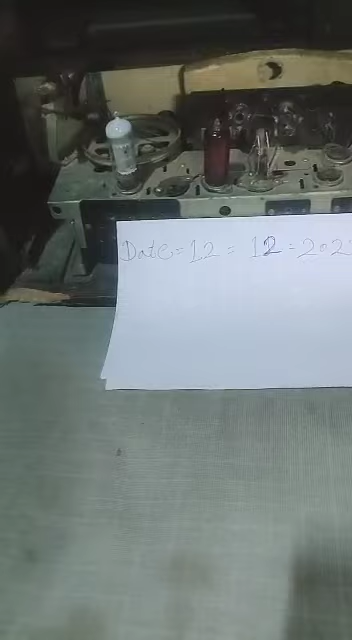 Date = 12 = 12 = 202